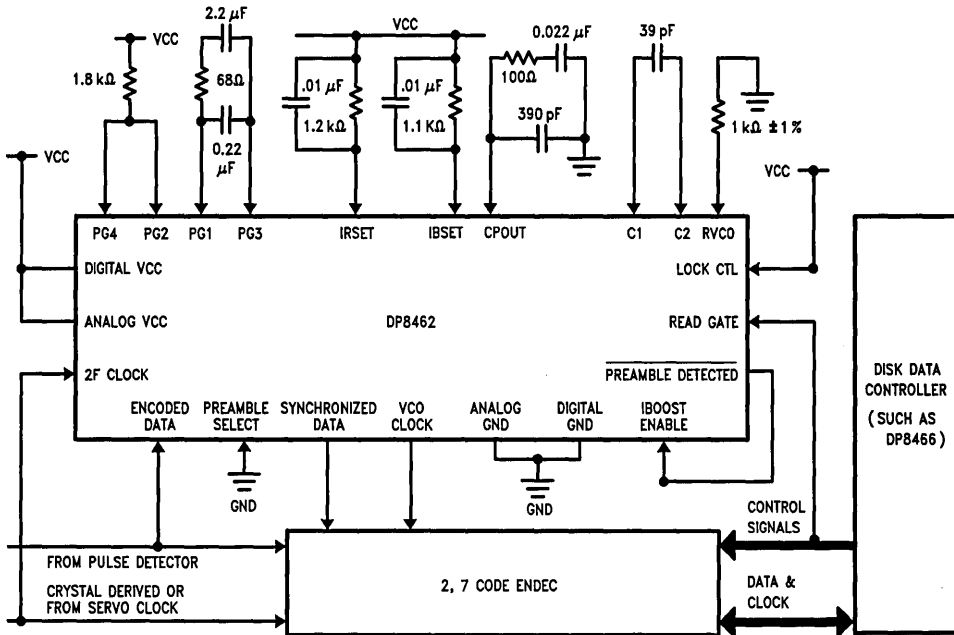 2.2 μF
0.022 μF
39 pF
VCC
VCC
1.8 kΩ
68Ω
.01 μF
1.2 kΩ
.01 μF
1.1 KΩ
100Ω
390 pF
1 kΩ ±1%
0.22
μF
VCC
VCC
PG4
PG2
PG1
PG3
IRSET
IBSET
CPOUT
C1
C2
RVCO
DIGITAL VCC
LOCK CTL
ANALOG VCC
DP8462
READ GATE
2F CLOCK
PREAMBLE DETECTED
ENCODED
DATA
PREAMBLE
SELECT
SYNCHRONIZED
DATA
VCO
CLOCK
ANALOG
GND
DIGITAL
GND
IBOOST
ENABLE
DISK DATA
CONTROLLER
(SUCH AS
DP8466)
GND
GND
CONTROL
SIGNALS
FROM PULSE DETECTOR
2, 7 CODE ENDEC
CRYSTAL DERIVED OR
FROM SERVO CLOCK
DATA &
CLOCK